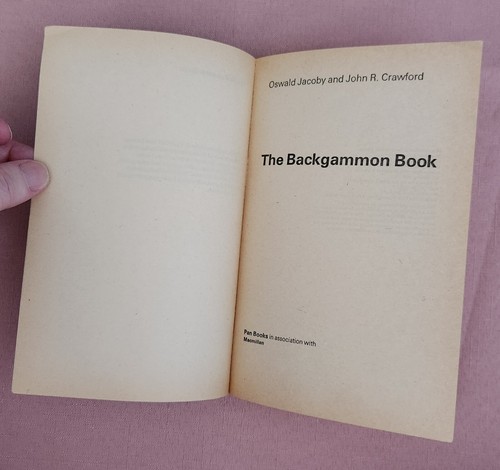 Oswald Jacoby and John R. Crawford
The Backgammon Book
Pan Books in association with
Macmillan